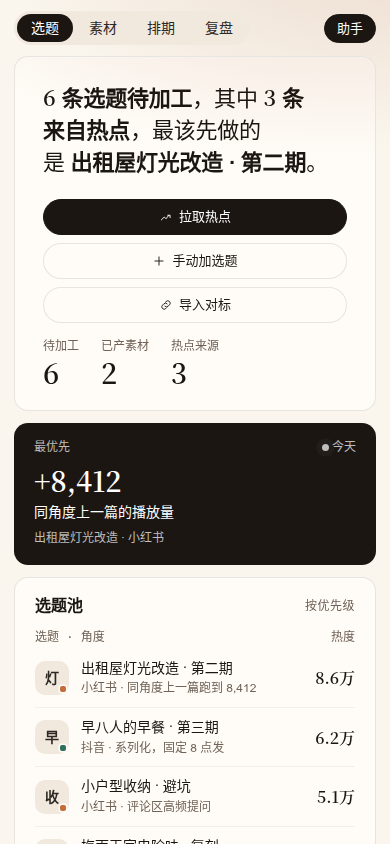 选题 素材 排期 复盘 助手
6 条选题待加工，其中 3 条
来自热点，最该先做的
是 出租屋灯光改造 · 第二期。
拉取热点
手动加选题
导入对标
待加工 已产素材 热点来源
6 2 3
最优先 今天
+8,412
同角度上一篇的播放量
出租屋灯光改造 · 小红书
选题池 按优先级
选题 · 角度 热度
灯 出租屋灯光改造 · 第二期 8.6万
小红书 · 同角度上一篇跑到 8,412
早 早八人的早餐 · 第三期 6.2万
抖音 · 系列化，固定 8 点发
收 小户型收纳 · 避坑 5.1万
小红书 · 评论区高频提问